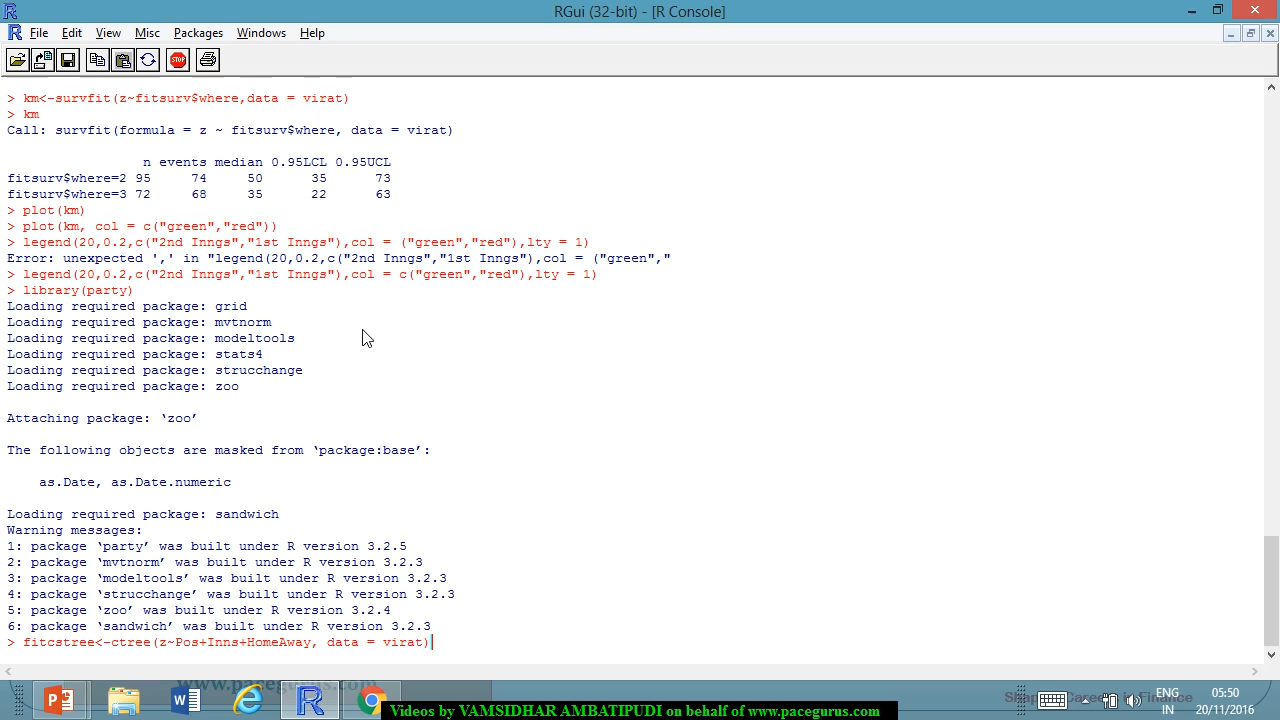 RGui (32-bit) - [R Console]
File Edit View Misc Packages Windows Help
STOP
> km<-survfit(z~fitsurv$where,data = virat)
> km
Call: survfit(formula = z ~ fitsurv$where, data = virat)
n events median 0.95LCL 0.95UCL
fitsurv$where=2 95 74 50 35 73
fitsurv$where=3 72 68 35 22 63
> plot(km)
> plot(km, col = c("green","red"))
> legend(20,0.2,c("2nd Inngs","1st Inngs"),col = ("green","red"),lty = 1)
Error: unexpected ',' in "legend(20,0.2,c("2nd Inngs","1st Inngs"),col = ("green","
> legend(20,0.2,c("2nd Inngs","1st Inngs"),col = c("green","red"),lty = 1)
> library(party)
Loading required package: grid
Loading required package: mvtnorm
Loading required package: modeltools
Loading required package: stats4
Loading required package: strucchange
Loading required package: zoo
Attaching package: ‘zoo’
The following objects are masked from ‘package:base’:
as.Date, as.Date.numeric
Loading required package: sandwich
Warning messages:
1: package ‘party’ was built under R version 3.2.5
2: package ‘mvtnorm’ was built under R version 3.2.3
3: package ‘modeltools’ was built under R version 3.2.3
4: package ‘strucchange’ was built under R version 3.2.3
5: package ‘zoo’ was built under R version 3.2.4
6: package ‘sandwich’ was built under R version 3.2.3
> fitcstree<-ctree(z~Pos+Inns+HomeAway, data = virat)
www.pacegurus.com
ENG 05:50
IN 20/11/2016
Videos by VAMSIDHAR AMBATIPUDI on behalf of www.pacegurus.com